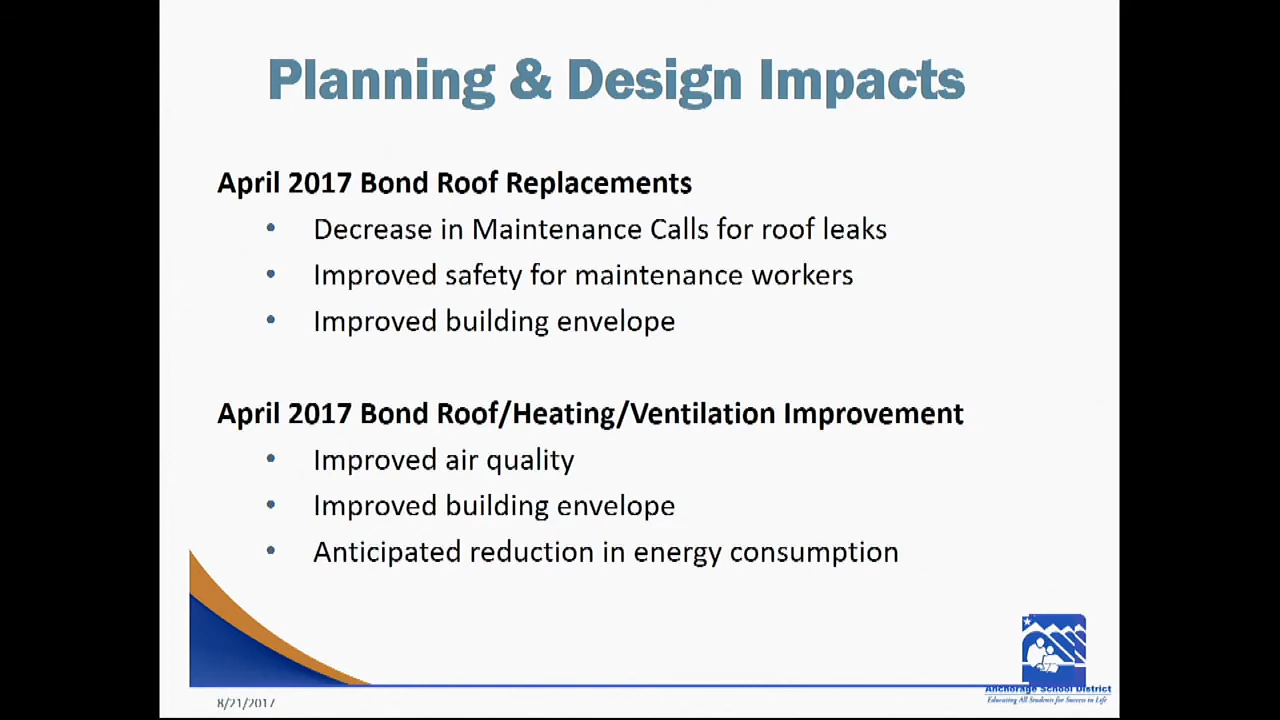 Planning & Design Impacts
April 2017 Bond Roof Replacements
• Decrease in Maintenance Calls for roof leaks
• Improved safety for maintenance workers
• Improved building envelope
April 2017 Bond Roof/Heating/Ventilation Improvement
• Improved air quality
• Improved building envelope
• Anticipated reduction in energy consumption
8/21/2017
Anchorage School District
Educating All Students for Success in Life